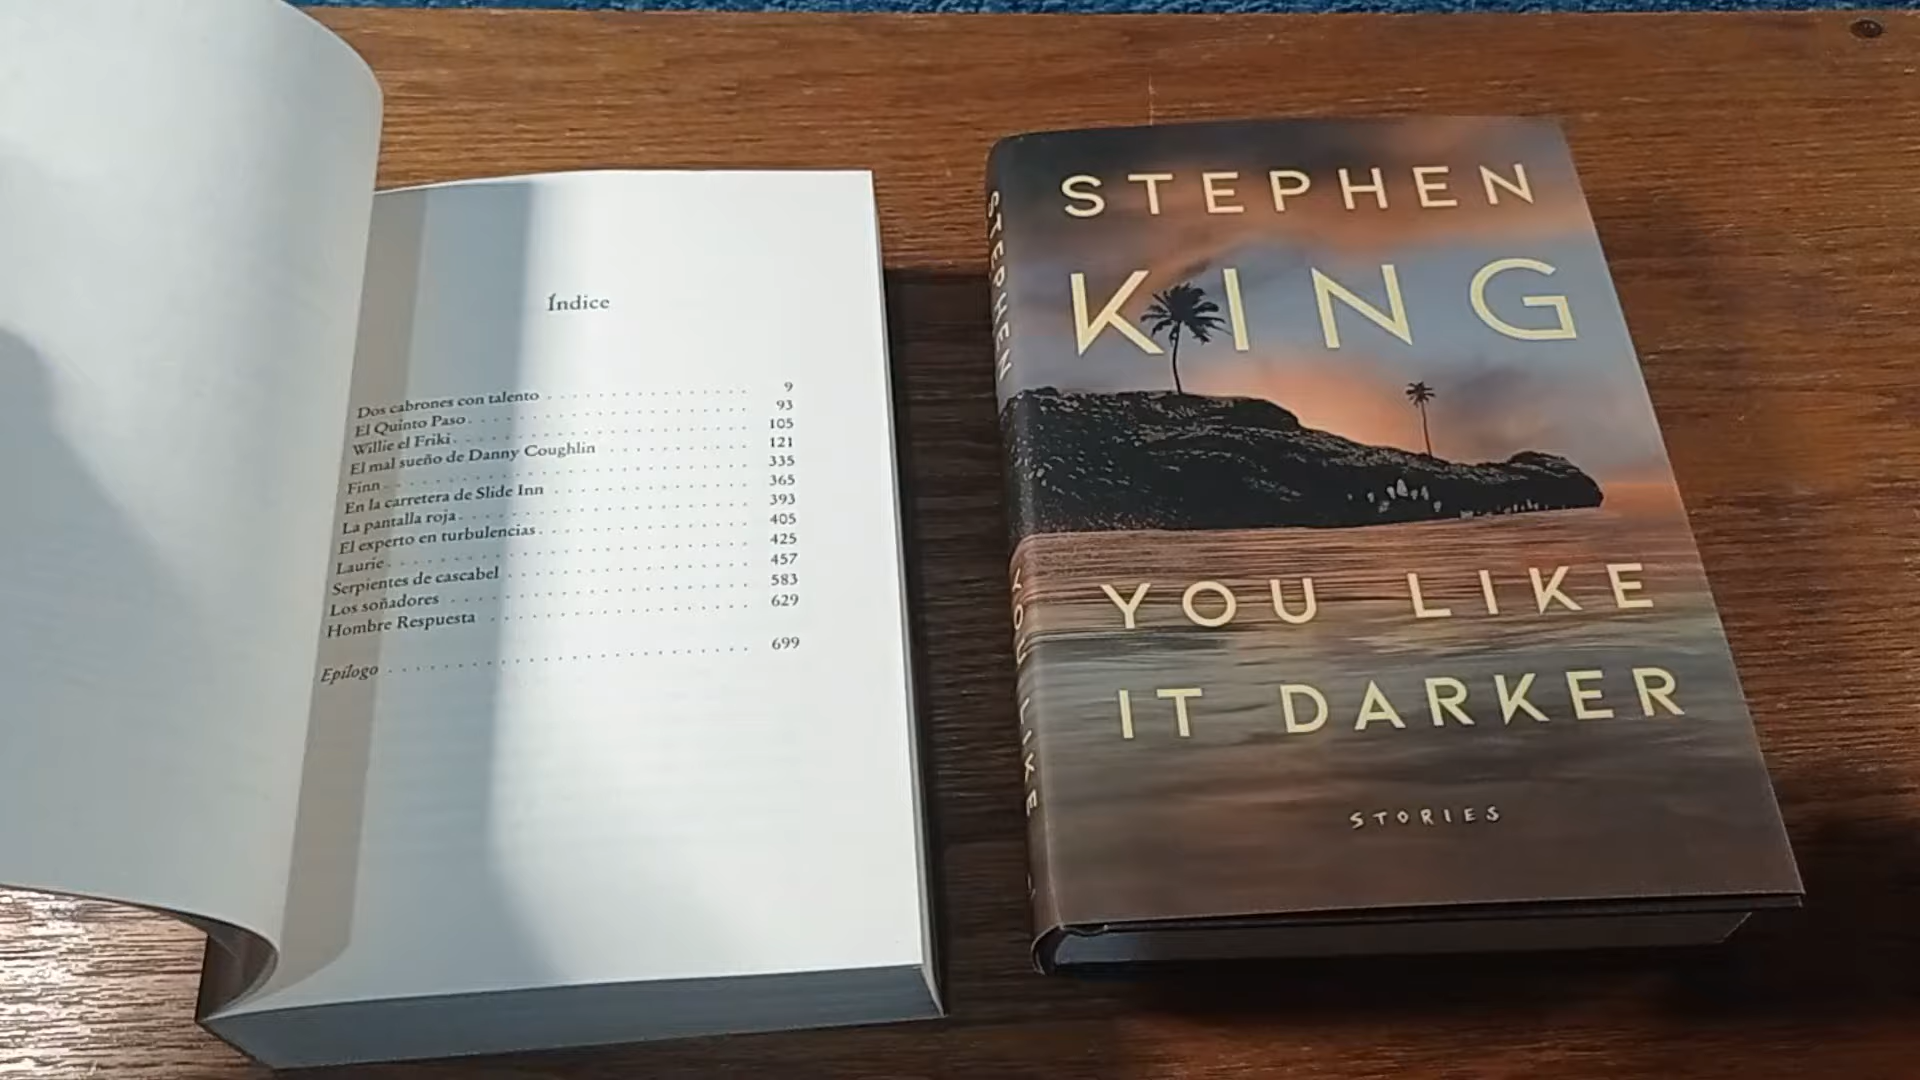 Índice
Dos cabrones con talento . . . . . . . . . . . . . . . . . 9
El Quinto Paso . . . . . . . . . . . . . . . . . . . . . . 93
Willie el Friki . . . . . . . . . . . . . . . . . . . . . . 105
El mal sueño de Danny Coughlin . . . . . . . . . . . . 121
Finn . . . . . . . . . . . . . . . . . . . . . . . . . . . 335
En la carretera de Slide Inn . . . . . . . . . . . . . . . 365
La pantalla roja . . . . . . . . . . . . . . . . . . . . . 393
El experto en turbulencias . . . . . . . . . . . . . . . . 405
Laurie . . . . . . . . . . . . . . . . . . . . . . . . . . 425
Serpientes de cascabel . . . . . . . . . . . . . . . . . . 457
Los soñadores . . . . . . . . . . . . . . . . . . . . . . 583
Hombre Respuesta . . . . . . . . . . . . . . . . . . . . 629
Epílogo . . . . . . . . . . . . . . . . . . . . . . . . . . 699
STEPHEN YOU LIKE
STEPHEN
KING
YOU LIKE
IT DARKER
STORIES